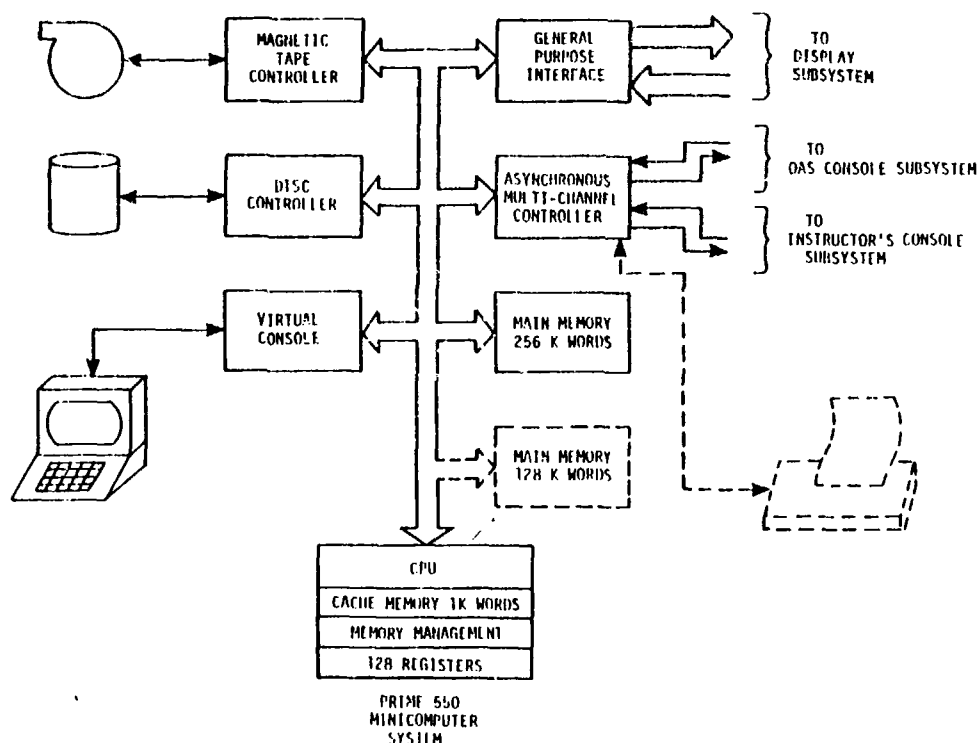 MAGNETIC
TAPE
CONTROLLER
GENERAL
PURPOSE
INTERFACE
TO
DISPLAY
SUBSYSTEM
DISC
CONTROLLER
ASYNCHRONOUS
MULTI-CHANNEL
CONTROLLER
TO
OAS CONSOLE SUBSYSTEM
TO
INSTRUCTOR'S CONSOLE
SUBSYSTEM
VIRTUAL
CONSOLE
MAIN MEMORY
256 K WORDS
MAIN MEMORY
128 K WORDS
CPU
CACHE MEMORY 1K WORDS
MEMORY MANAGEMENT
128 REGISTERS
PRIME 550
MINICOMPUTER
SYSTEM